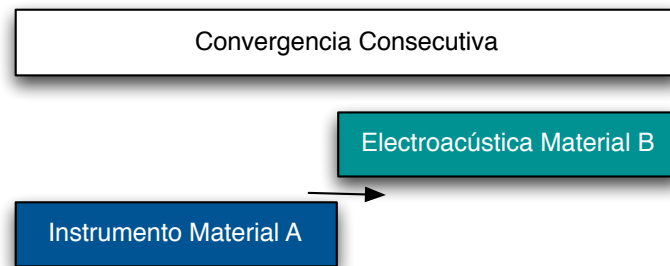 Convergencia Consecutiva
Electroacústica Material B
Instrumento Material A